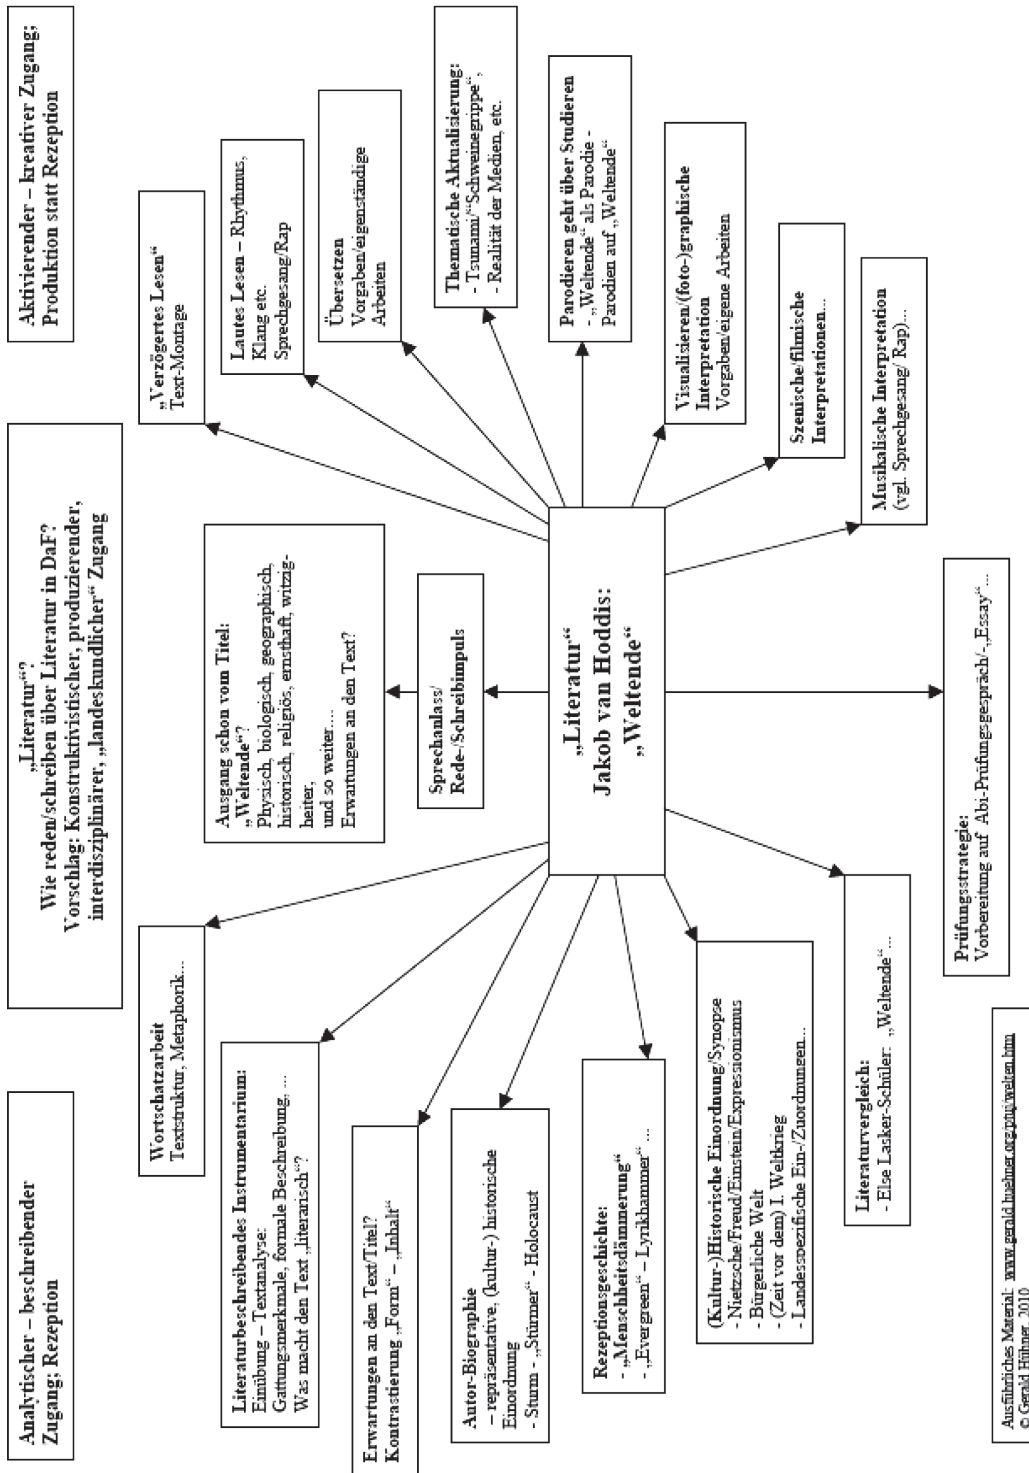 Analytischer – beschreibender
Zugang; Rezeption
„Literatur“?
Wie reden/schreiben über Literatur in DaF?
Vorschlag: Konstruktivistischer, produzierender,
interdisziplinärer, „landeskundlicher“ Zugang
Aktivierender – kreativer Zugang;
Produktion statt Rezeption
Wortschatzarbeit
Textstruktur, Metaphorik...
Literaturbeschreibendes Instrumentarium:
Einübung – Textanalyse:
Gattungsmerkmale, formale Beschreibung, ...
Was macht den Text „literarisch“?
Erwartungen an den Text/Titel?
Kontrastierung „Form“ – „Inhalt“
Autor-Biographie
– repräsentative, (kultur-) historische
Einordnung
- Sturm - „Stürmer“ - Holocaust
Rezeptionsgeschichte:
- „Menschheitsdämmerung“
- „Evergreen“ – Lyrikhammer“ ...
(Kultur-)Historische Einordnung/Synopse
- Nietzsche/Freud/Einstein/Expressionismus
- Bürgerliche Welt
- (Zeit vor dem) I. Weltkrieg
- Landesspezifische Ein-/Zuordnungen...
Literaturvergleich:
- Else Lasker-Schüler: „Weltende“ ...
Ausgang schon vom Titel:
„Weltende“?
Physisch, biologisch, geographisch,
historisch, religiös, ernsthaft, witzig-
heiter,
und so weiter....
Erwartungen an den Text?
Sprechanlass/
Rede-/Schreibimpuls
„Literatur“
Jakob van Hoddis:
„Weltende“
Prüfungsstrategie:
Vorbereitung auf Abi-Prüfungsgespräch/-„Essay“...
„Verzögertes Lesen“
Text-Montage
Lautes Lesen – Rhythmus,
Klang etc.
Sprechgesang/Rap
Übersetzen
Vorgaben/eigenständige
Arbeiten
Thematische Aktualisierung:
- Tsunami/“Schweinegrippe“,
- Realität der Medien, etc.
Parodieren geht über Studieren
- „Weltende“ als Parodie -
Parodien auf „Weltende“
Visualisieren/(foto-)graphische
Interpretation
Vorgaben/eigene Arbeiten
Szenische/filmische
Interpretationen...
Musikalische Interpretation
(vgl. Sprechgesang/ Rap)...
Ausführliches Material: www.gerald.huehner.org/ptuj/welten.htm
© Gerald Hühner, 2010